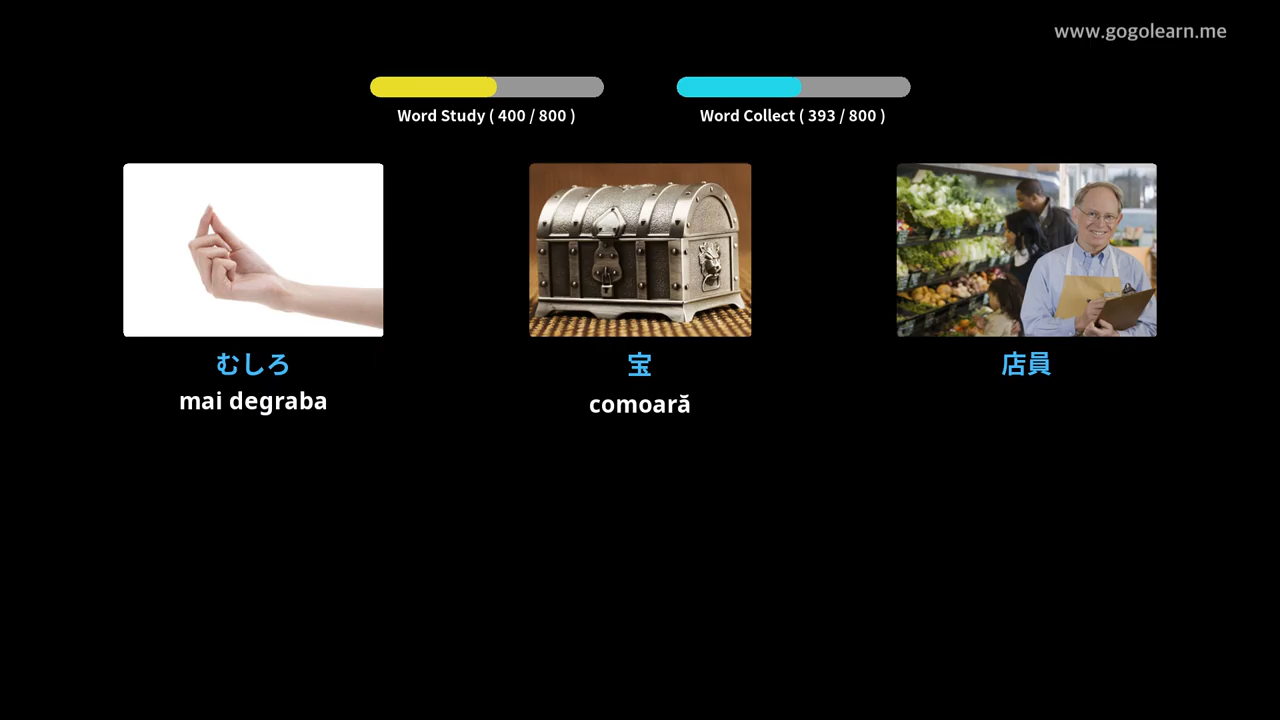 www.gogolearn.me
Word Study ( 400 / 800 )
Word Collect ( 393 / 800 )
むしろ
宝
店員
mai degraba
comoară